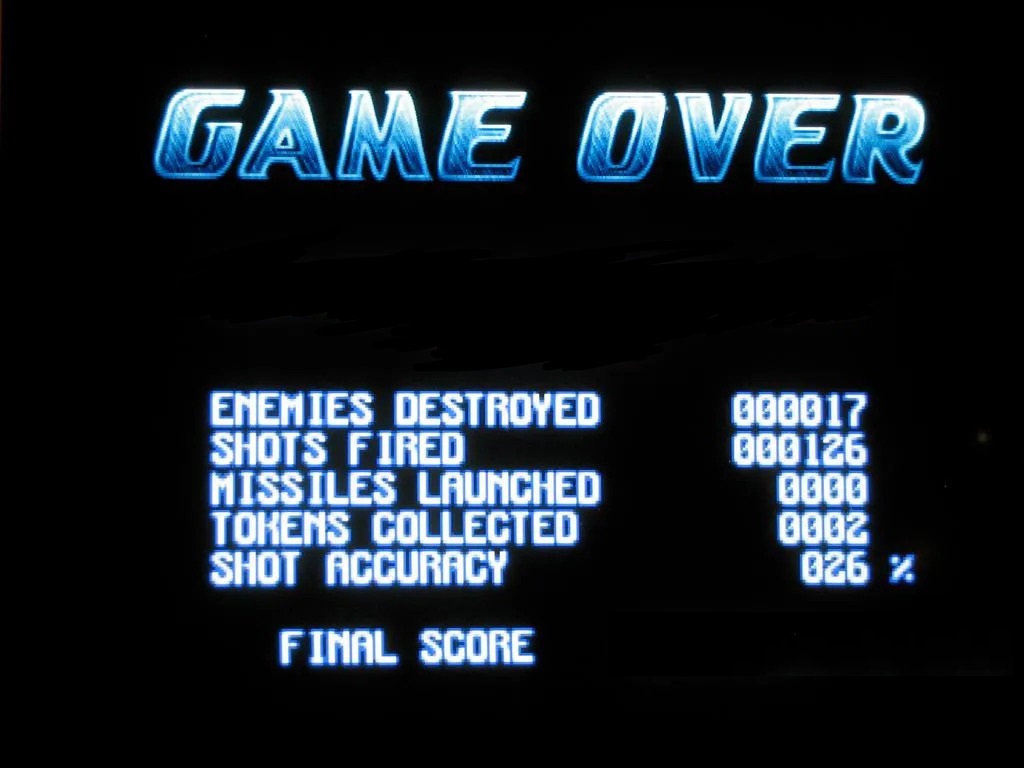 GAME OVER
ENEMIES DESTROYED 000017
SHOTS FIRED 000126
MISSILES LAUNCHED 0000
TOKENS COLLECTED 0002
SHOT ACCURACY 026 %
FINAL SCORE